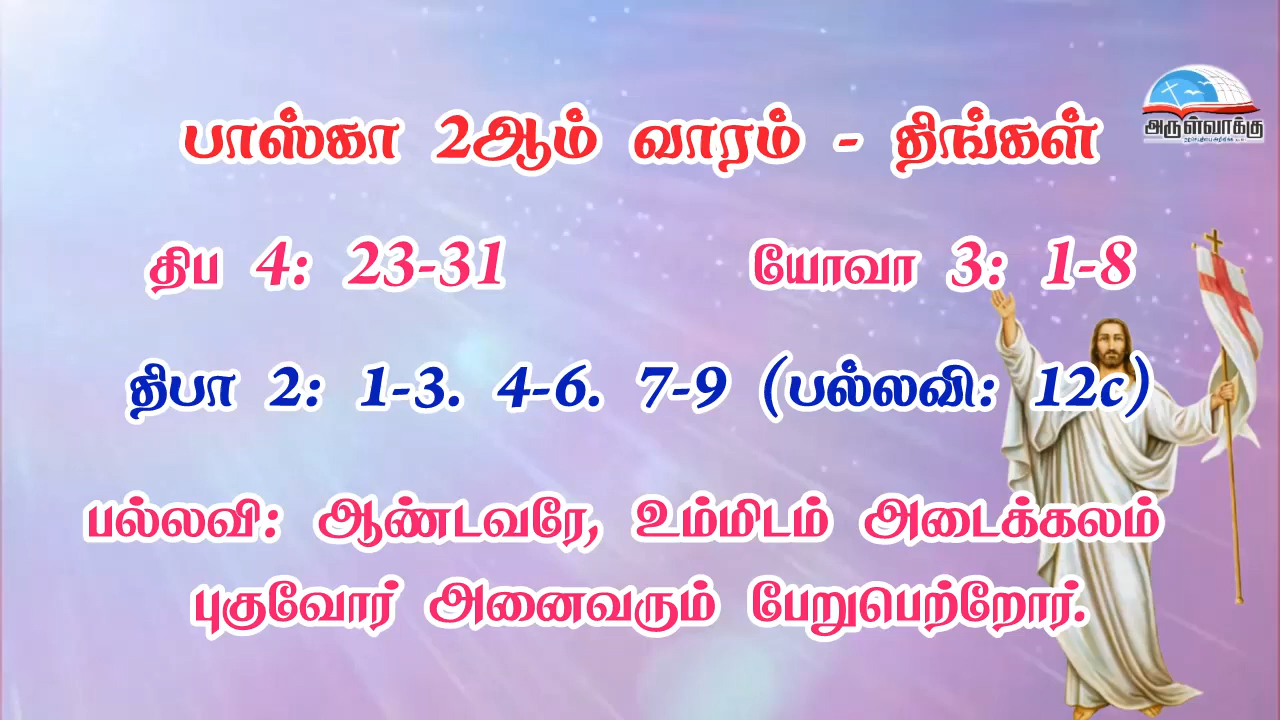 பாஸ்கா 2ஆம் வாரம் - திங்கள்
அருள்வாக்கு
திப 4: 23-31 யோவா 3: 1-8
திபா 2: 1-3. 4-6. 7-9 (பல்லவி: 12c)
பல்லவி: ஆண்டவரே, உம்மிடம் அடைக்கலம்
புகுவோர் அனைவரும் பேறுபெற்றோர்.